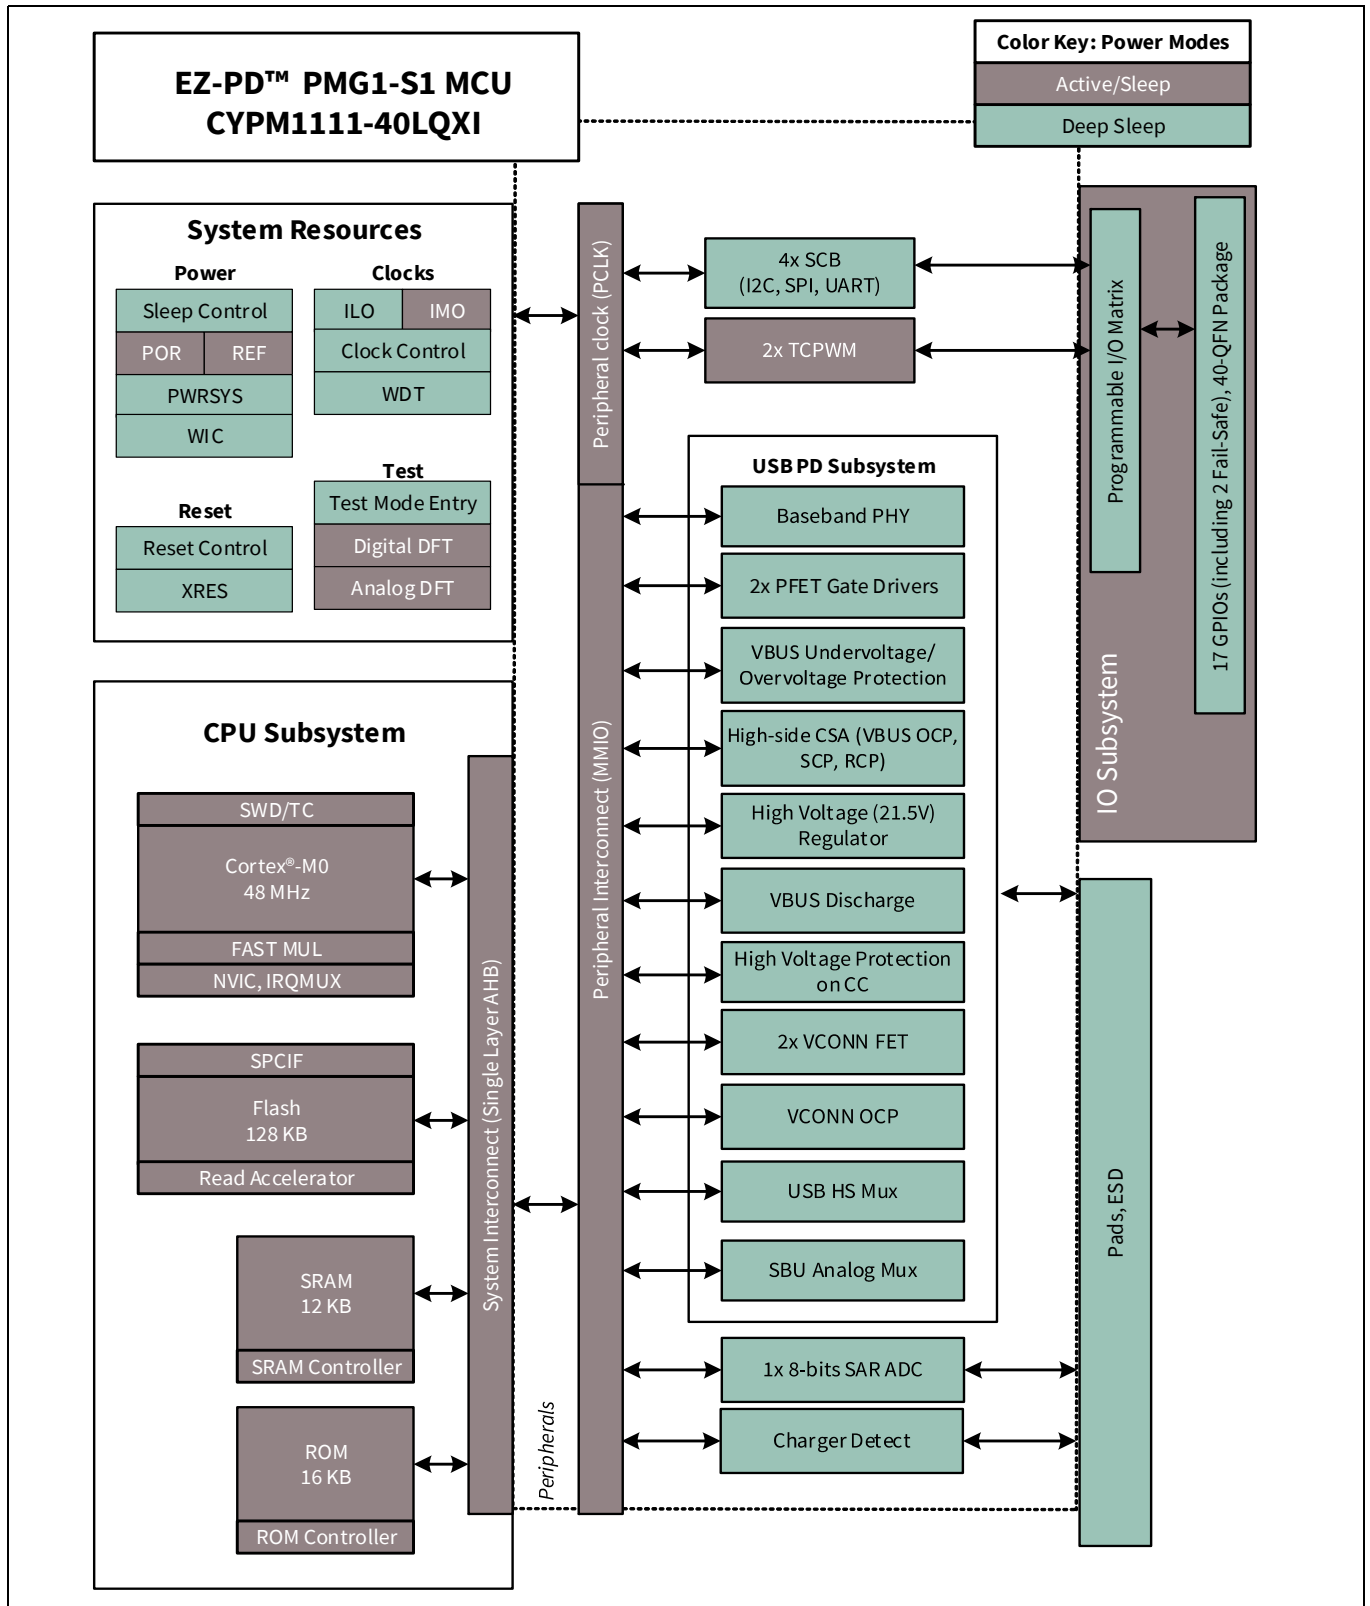 EZ-PD™ PMG1-S1 MCU
CYPM1111-40LQXI
Color Key: Power Modes
Active/Sleep
Deep Sleep
System Resources
Power
Sleep Control
POR
REF
PWRSYS
WIC
Clocks
ILO
IMO
Clock Control
WDT
Reset
Reset Control
XRES
Test
Test Mode Entry
Digital DFT
Analog DFT
CPU Subsystem
SWD/TC
Cortex®-M0
48 MHz
FAST MUL
NVIC, IRQMUX
SPCIF
Flash
128 KB
Read Accelerator
SRAM
12 KB
SRAM Controller
ROM
16 KB
ROM Controller
System Interconnect (Single Layer AHB)
Peripherals
Peripheral clock (PCLK)
Peripheral Interconnect (MMIO)
4x SCB
(I2C, SPI, UART)
2x TCPWM
USB PD Subsystem
Baseband PHY
2x PFET Gate Drivers
VBUS Undervoltage/
Overvoltage Protection
High-side CSA (VBUS OCP,
SCP, RCP)
High Voltage (21.5V)
Regulator
VBUS Discharge
High Voltage Protection
on CC
2x VCONN FET
VCONN OCP
USB HS Mux
SBU Analog Mux
1x 8-bits SAR ADC
Charger Detect
IO Subsystem
Programmable I/O Matrix
17 GPIOs (including 2 Fail-Safe), 40-QFN Package
Pads, ESD